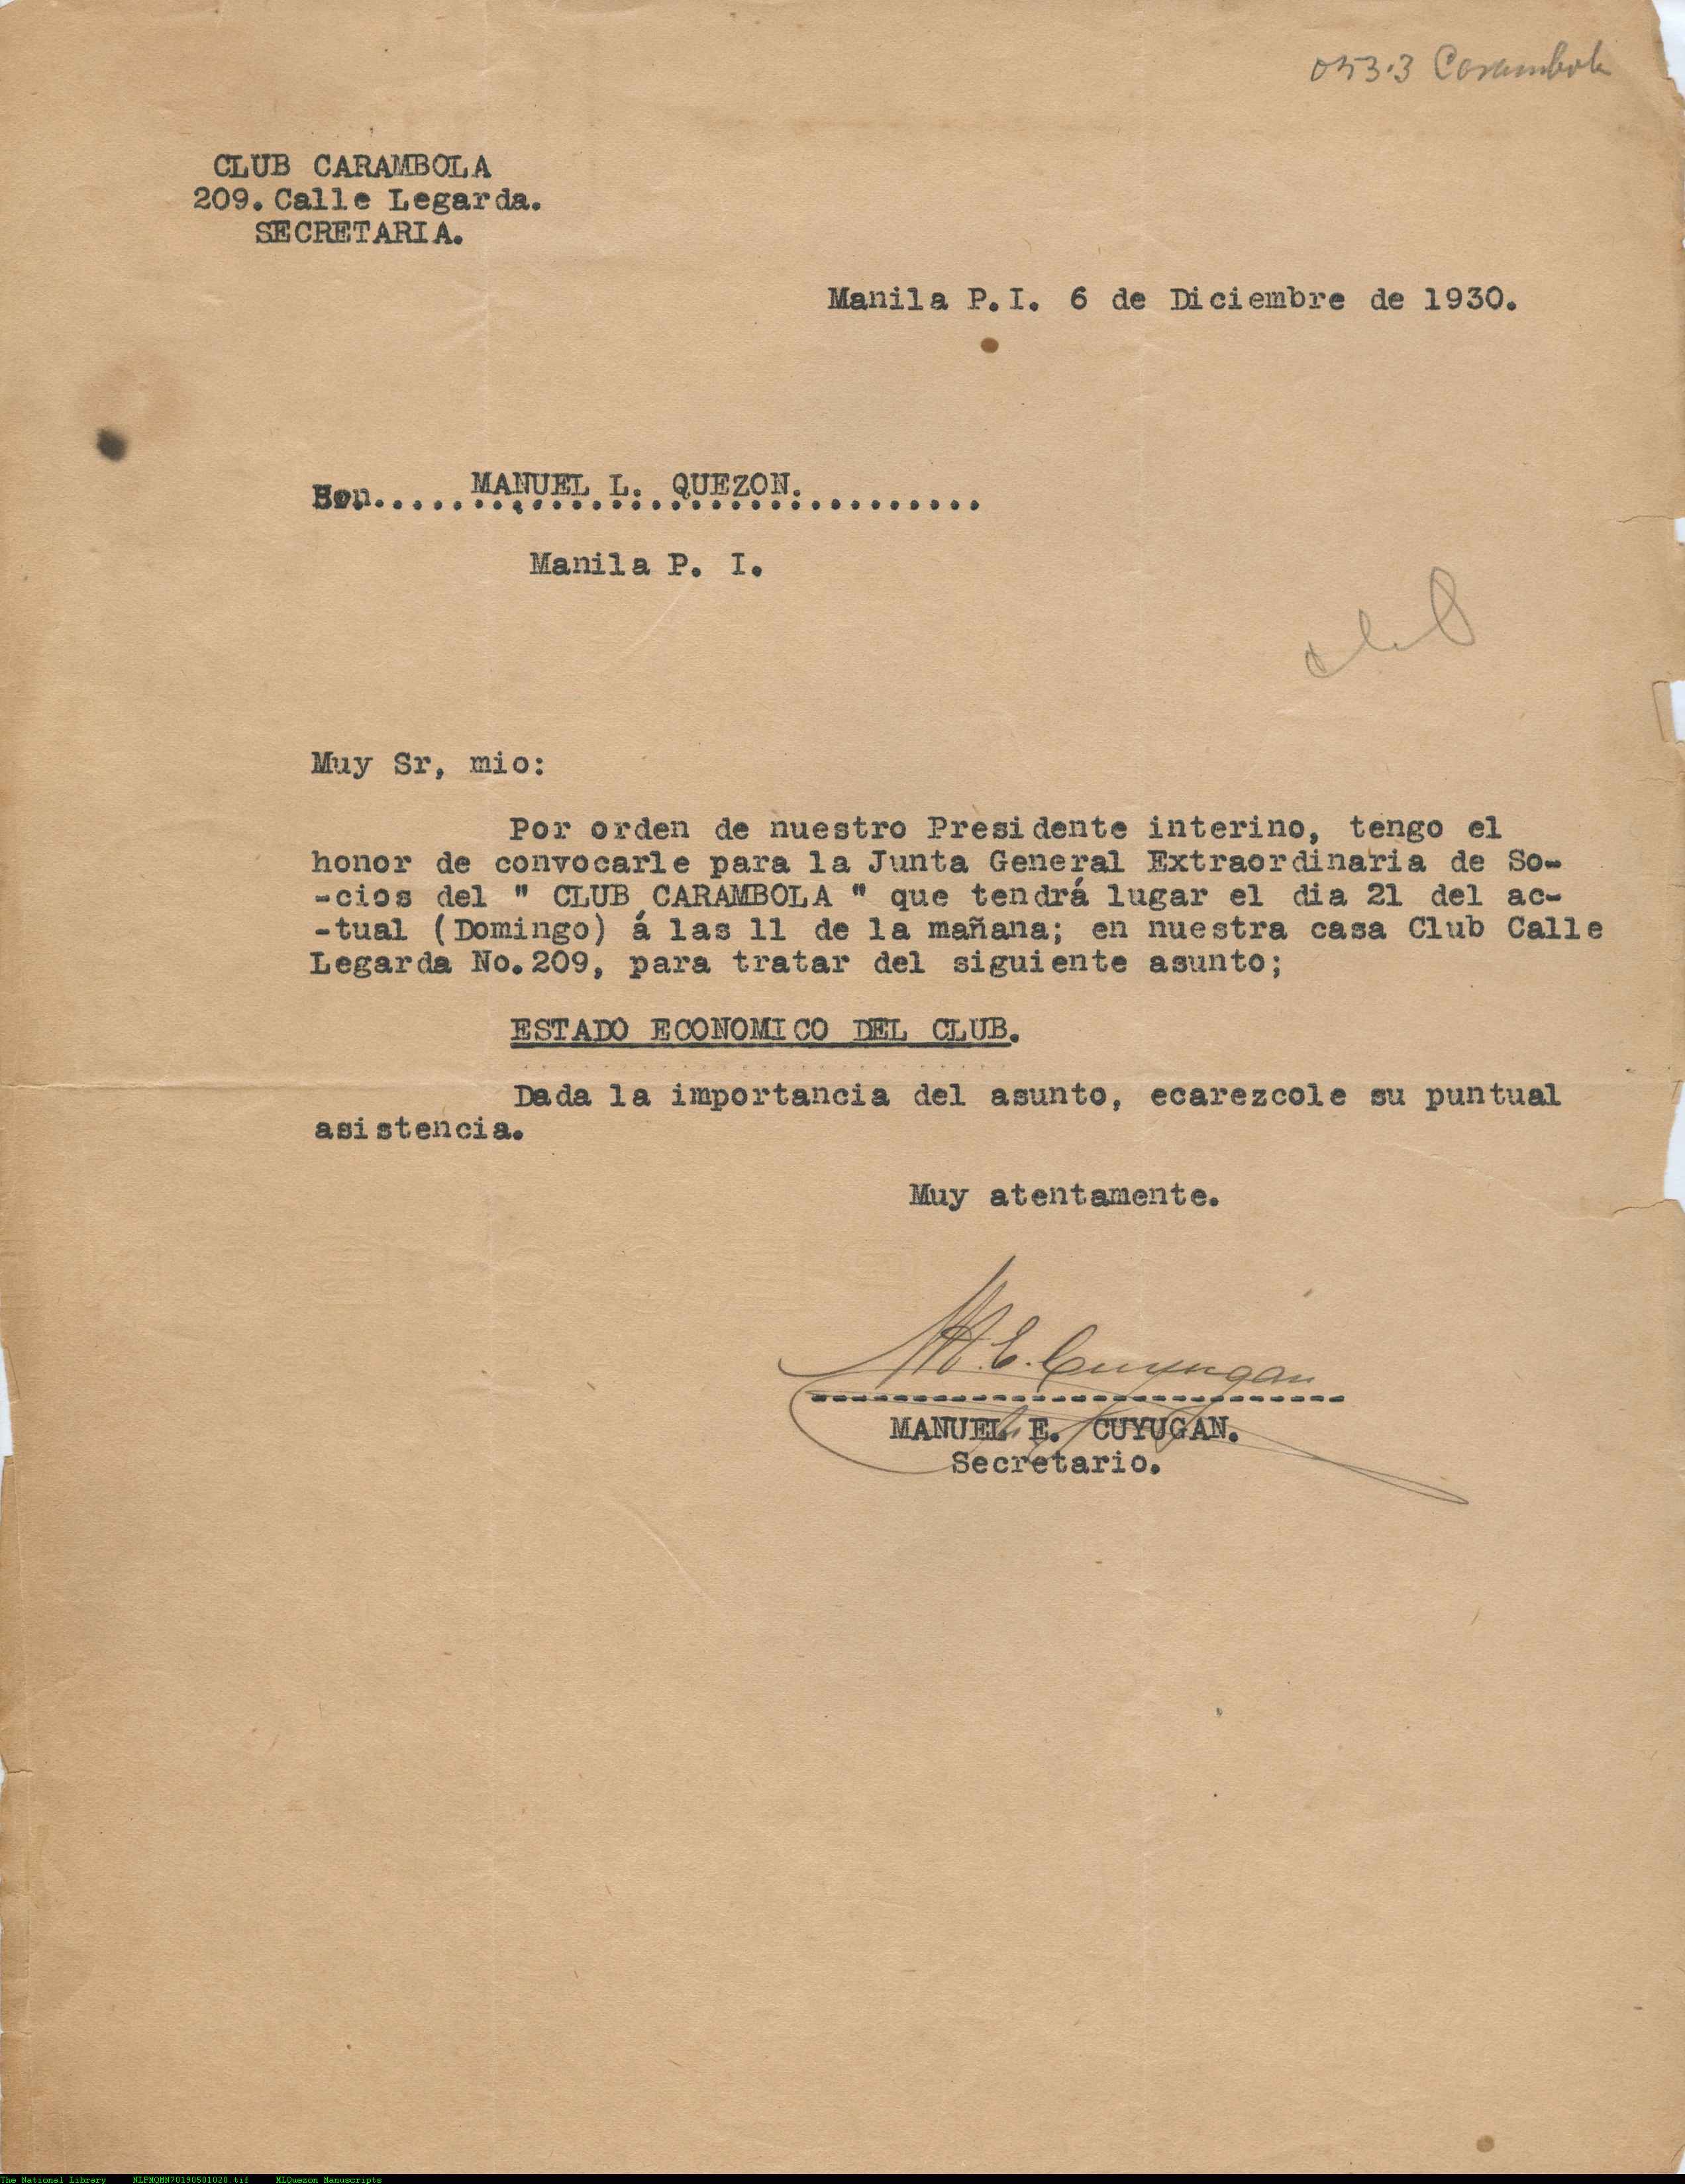 053.3 Carambola
CLUB CARAMBOLA
209. Calle Legarda.
SECRETARIA.
Manila P.I. 6 de Diciembre de 1930.
Hon..... MANUEL L. QUEZON...........
Manila P. I.
club
Muy Sr, mio:
Por orden de nuestro Presidente interino, tengo el
honor de convocarle para la Junta General Extraordinaria de So-
-cios del " CLUB CARAMBOLA " que tendrá lugar el dia 21 del ac-
-tual (Domingo) á las 11 de la mañana; en nuestra casa Club Calle
Legarda No.209, para tratar del siguiente asunto;
ESTADO ECONOMICO DEL CLUB.
Dada la importancia del asunto, ecarezcole su puntual
asistencia.
Muy atentamente.
M. E. Cuyugan
MANUEL E. CUYUGAN.
Secretario.
The National Library NLPMQMN70190501020.tif MLQuezon Manuscripts